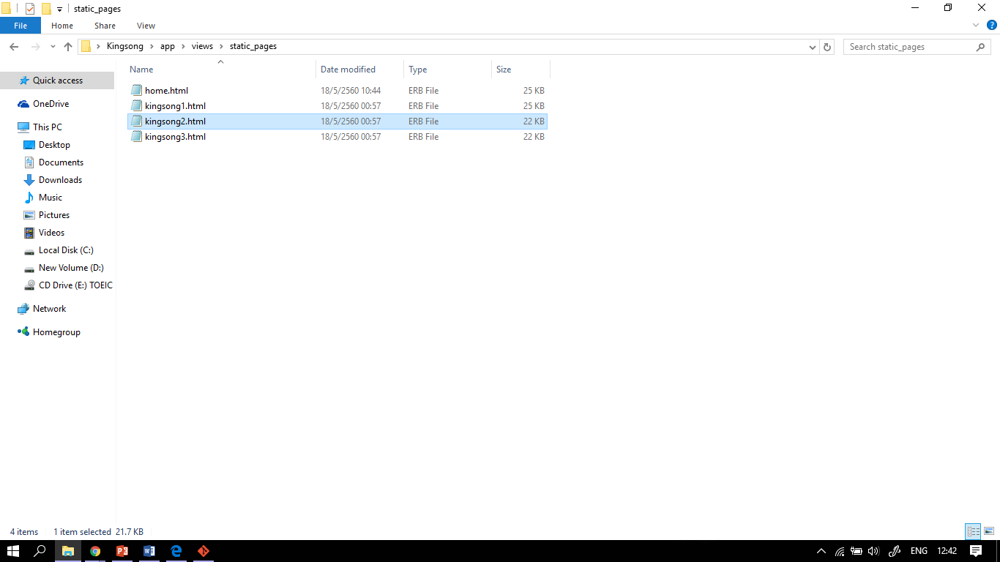 static_pages
File Home Share View
Kingsong app views static_pages
Search static_pages
Name Date modified Type Size
home.html 18/5/2560 10:44 ERB File 25 KB
kingsong1.html 18/5/2560 00:57 ERB File 25 KB
kingsong2.html 18/5/2560 00:57 ERB File 22 KB
kingsong3.html 18/5/2560 00:57 ERB File 22 KB
Quick access
OneDrive
This PC
Desktop
Documents
Downloads
Music
Pictures
Videos
Local Disk (C:)
New Volume (D:)
CD Drive (E:) TOEIC
Network
Homegroup
4 items 1 item selected 21.7 KB
ENG 12:42